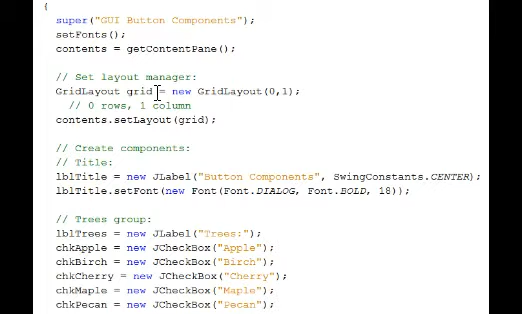 {
super("GUI Button Components");
setFonts();
contents = getContentPane();
// Set layout manager:
GridLayout grid = new GridLayout(0,1);
// 0 rows, 1 column
contents.setLayout(grid);
// Create components:
// Title:
lblTitle = new JLabel("Button Components", SwingConstants.CENTER);
lblTitle.setFont(new Font(Font.DIALOG, Font.BOLD, 18));
// Trees group:
lblTrees = new JLabel("Trees:");
chkApple = new JCheckBox("Apple");
chkBirch = new JCheckBox("Birch");
chkCherry = new JCheckBox("Cherry");
chkMaple = new JCheckBox("Maple");
chkPecan = new JCheckBox("Pecan");